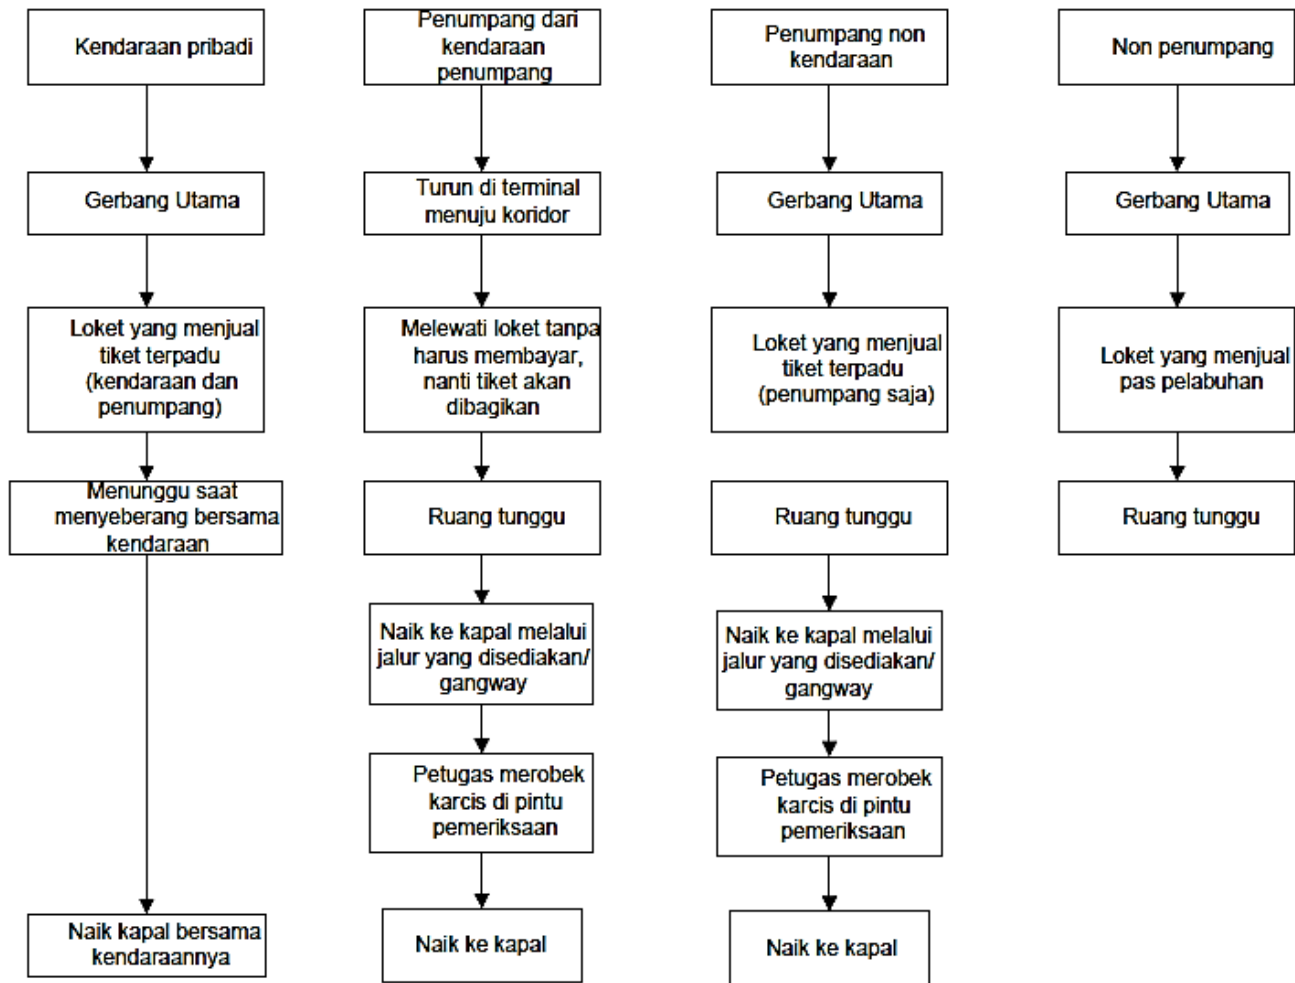 Kendaraan pribadi
Penumpang dari
kendaraan
penumpang
Penumpang non
kendaraan
Non penumpang
Gerbang Utama
Turun di terminal
menuju koridor
Gerbang Utama
Gerbang Utama
Loket yang menjual
tiket terpadu
(kendaraan dan
penumpang)
Melewati loket tanpa
harus membayar,
nanti tiket akan
dibagikan
Loket yang menjual
tiket terpadu
(penumpang saja)
Loket yang menjual
pas pelabuhan
Menunggu saat
menyeberang bersama
kendaraan
Ruang tunggu
Ruang tunggu
Ruang tunggu
Naik ke kapal melalui
jalur yang disediakan/
gangway
Naik ke kapal melalui
jalur yang disediakan/
gangway
Petugas merobek
karcis di pintu
pemeriksaan
Petugas merobek
karcis di pintu
pemeriksaan
Naik kapal bersama
kendaraannya
Naik ke kapal
Naik ke kapal